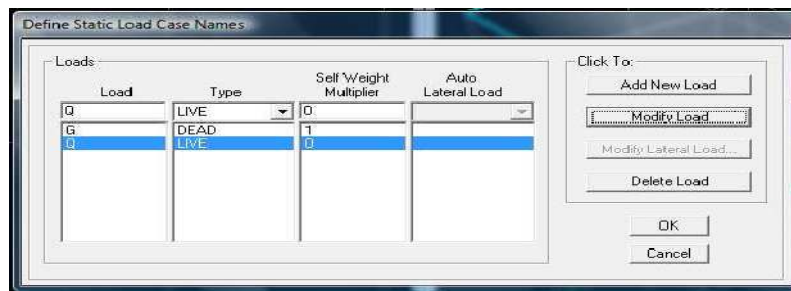 Define Static Load Case Names
Loads
Load Type Self Weight Multiplier Auto Lateral Load
Q LIVE 0
G DEAD 1
Q LIVE 0
Click To:
Add New Load
Modify Load
Modify Lateral Load...
Delete Load
OK
Cancel